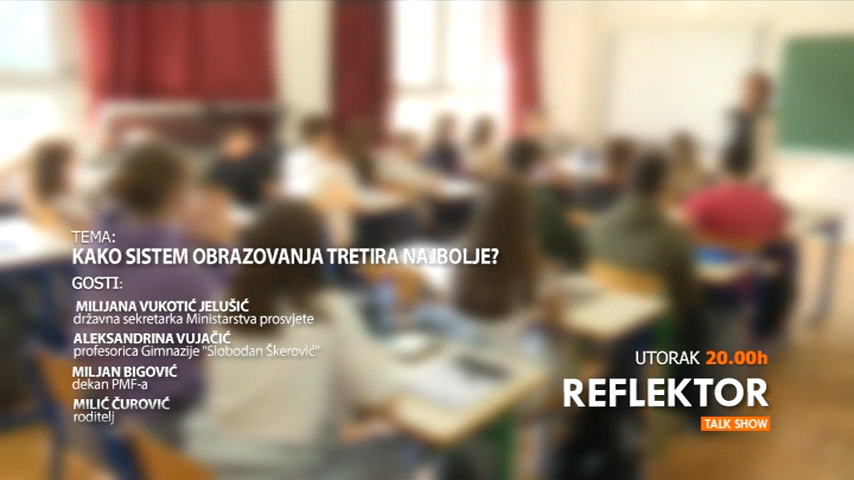 TEMA:
KAKO SISTEM OBRAZOVANJA TRETIRA NAJBOLJE?
GOSTI:
MILIJANA VUKOTIĆ JELUŠIĆ
državna sekretarka Ministarstva prosvjete
ALEKSANDRINA VUJAČIĆ
profesorica Gimnazije "Slobodan Škerović"
MILJAN BIGOVIĆ
dekan PMF-a
MILIĆ ČUROVIĆ
roditelj
UTORAK 20.00h
REFLEKTOR
TALK SHOW